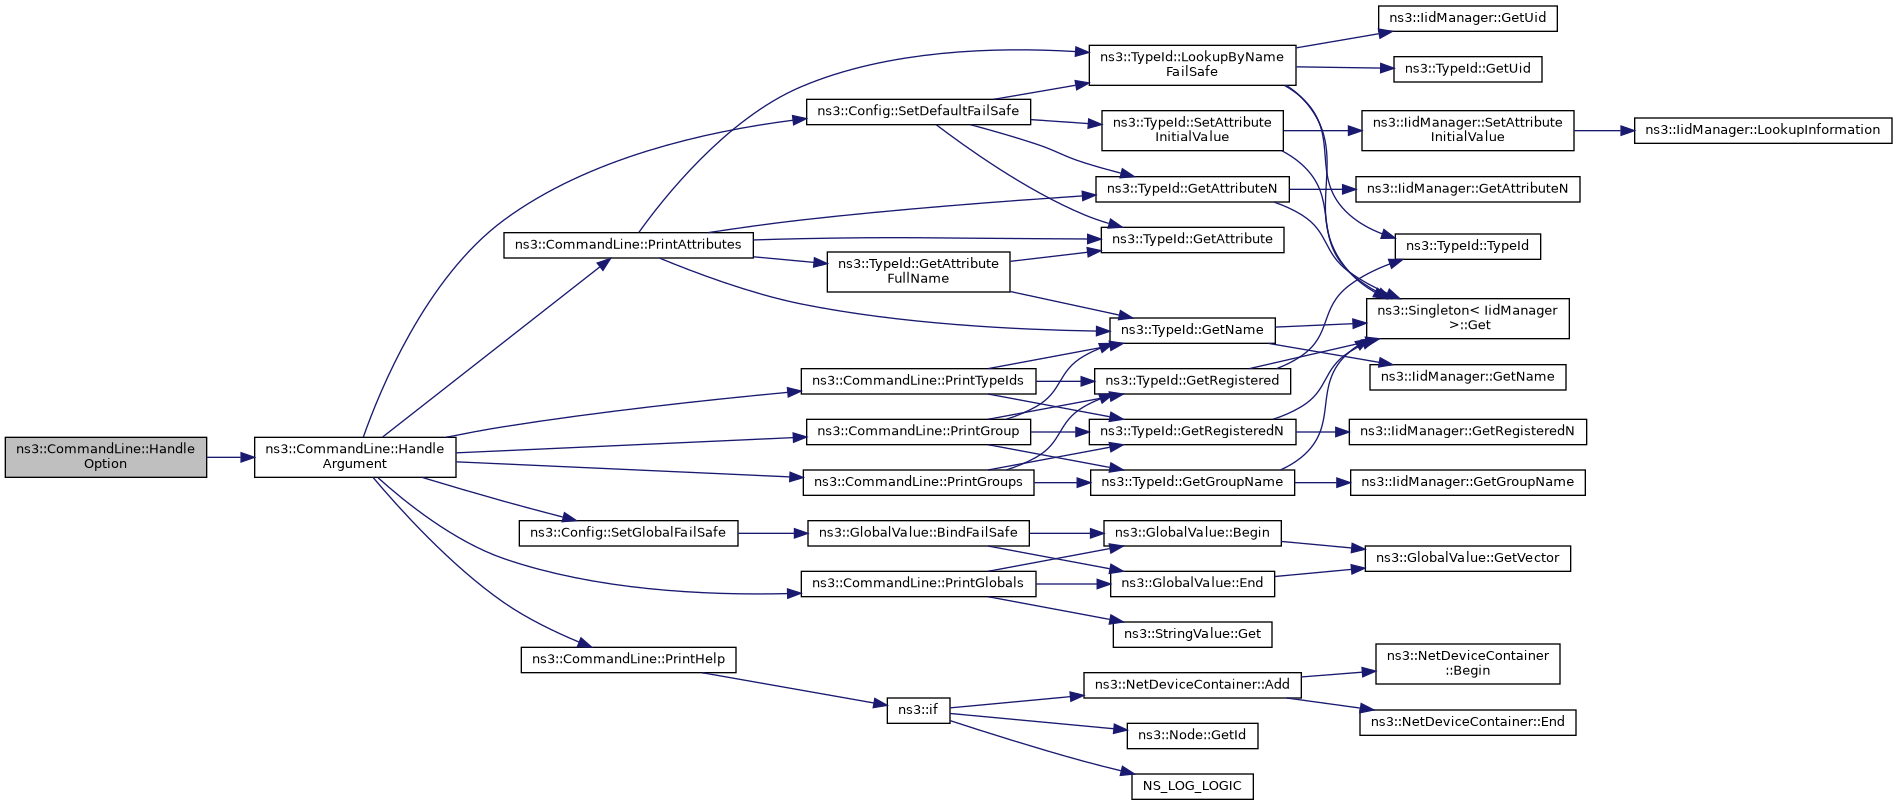 ns3::CommandLine::Handle
Option
ns3::CommandLine::Handle
Argument
ns3::CommandLine::PrintAttributes
ns3::Config::SetGlobalFailSafe
ns3::CommandLine::PrintHelp
ns3::Config::SetDefaultFailSafe
ns3::TypeId::GetAttribute
FullName
ns3::CommandLine::PrintTypeIds
ns3::CommandLine::PrintGroup
ns3::CommandLine::PrintGroups
ns3::GlobalValue::BindFailSafe
ns3::CommandLine::PrintGlobals
ns3::if
ns3::TypeId::LookupByName
FailSafe
ns3::TypeId::SetAttribute
InitialValue
ns3::TypeId::GetAttributeN
ns3::TypeId::GetAttribute
ns3::TypeId::GetName
ns3::TypeId::GetRegistered
ns3::TypeId::GetRegisteredN
ns3::TypeId::GetGroupName
ns3::GlobalValue::Begin
ns3::GlobalValue::End
ns3::StringValue::Get
ns3::NetDeviceContainer::Add
ns3::Node::GetId
NS_LOG_LOGIC
ns3::IidManager::GetUid
ns3::TypeId::GetUid
ns3::IidManager::SetAttribute
InitialValue
ns3::IidManager::GetAttributeN
ns3::TypeId::TypeId
ns3::Singleton< IidManager
>::Get
ns3::IidManager::GetName
ns3::IidManager::GetRegisteredN
ns3::IidManager::GetGroupName
ns3::GlobalValue::GetVector
ns3::NetDeviceContainer
::Begin
ns3::NetDeviceContainer::End
ns3::IidManager::LookupInformation